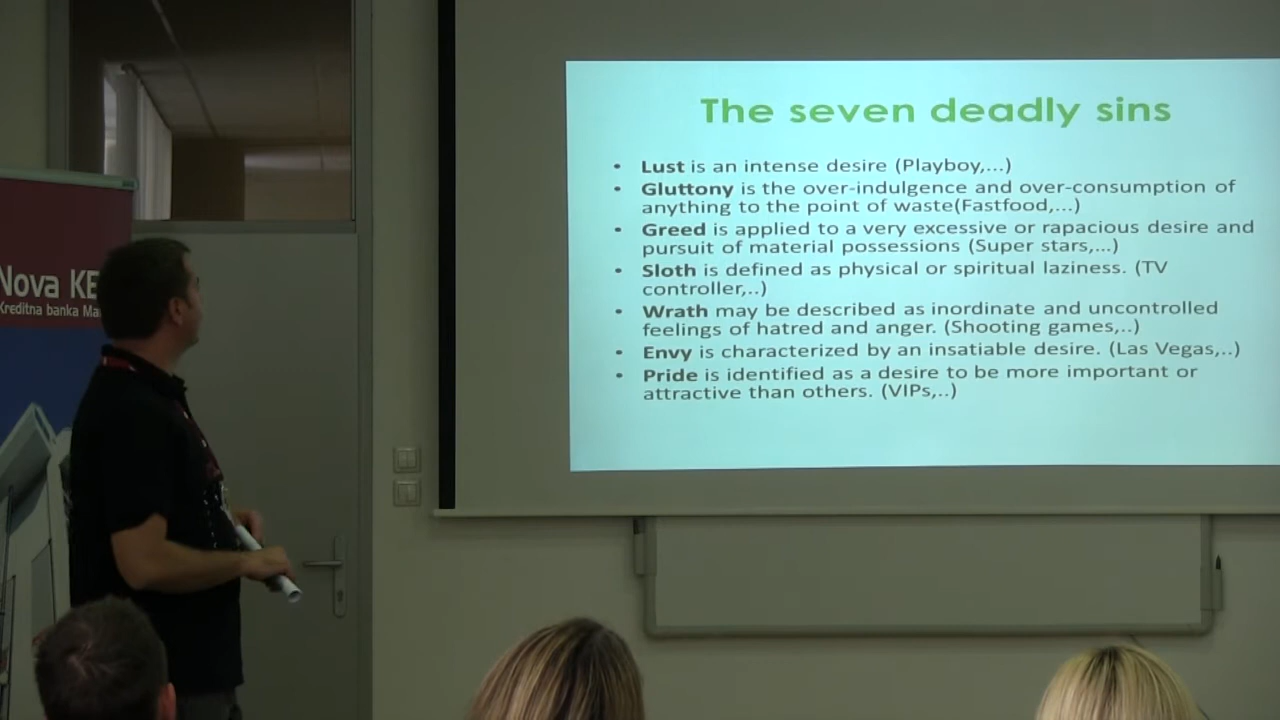 The seven deadly sins
• Lust is an intense desire (Playboy,...)
• Gluttony is the over-indulgence and over-consumption of
anything to the point of waste(Fastfood,...)
• Greed is applied to a very excessive or rapacious desire and
pursuit of material possessions (Super stars,...)
• Sloth is defined as physical or spiritual laziness. (TV
controller,..)
• Wrath may be described as inordinate and uncontrolled
feelings of hatred and anger. (Shooting games,..)
• Envy is characterized by an insatiable desire. (Las Vegas,..)
• Pride is identified as a desire to be more important or
attractive than others. (VIPs,..)
Nova KB
Kreditna banka Ma